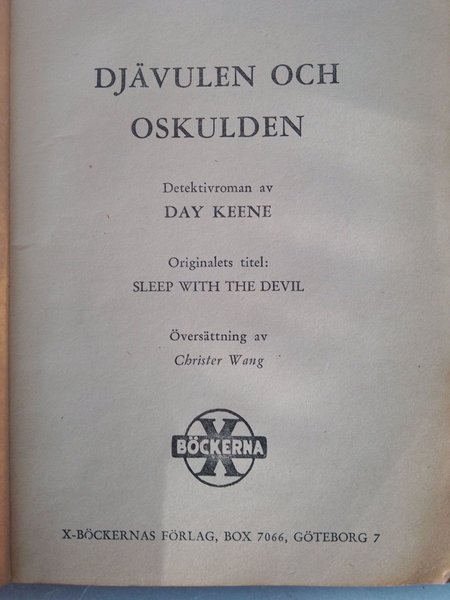 DJÄVULEN OCH
OSKULDEN
Detektivroman av
DAY KEENE
Originalets titel:
SLEEP WITH THE DEVIL
Översättning av
Christer Wang
X
BÖCKERNA
X-BÖCKERNAS FÖRLAG, BOX 7066, GÖTEBORG 7